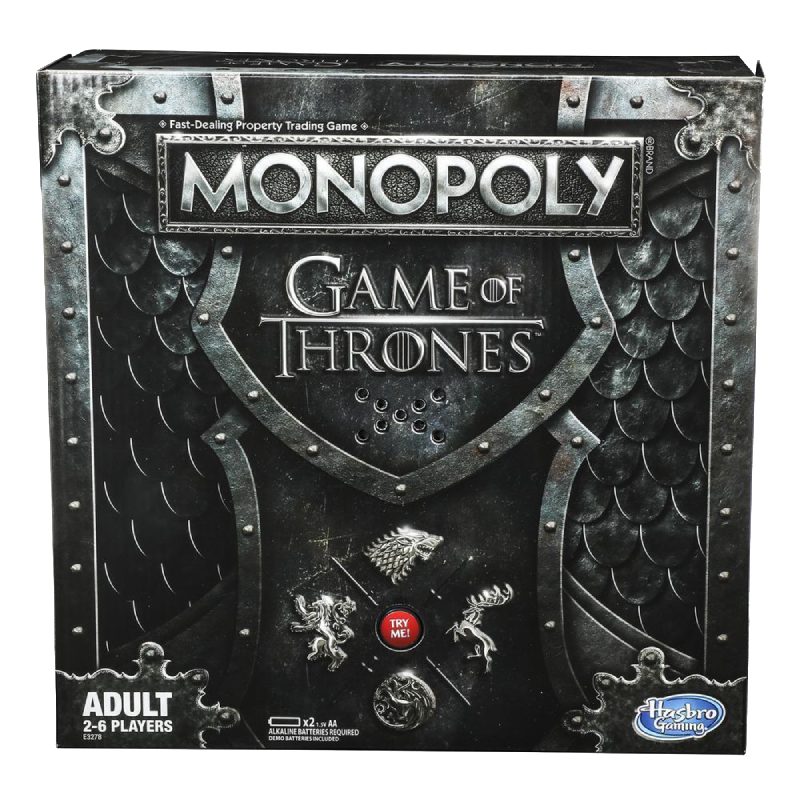 ◈ Fast-Dealing Property Trading Game ◈
MONOPOLY
®BRAND
GAME OF
THRONES
TRY
ME!
ADULT
2-6 PLAYERS
E3278
x2 1.5V AA
ALKALINE BATTERIES REQUIRED
DEMO BATTERIES INCLUDED
Hasbro
Gaming